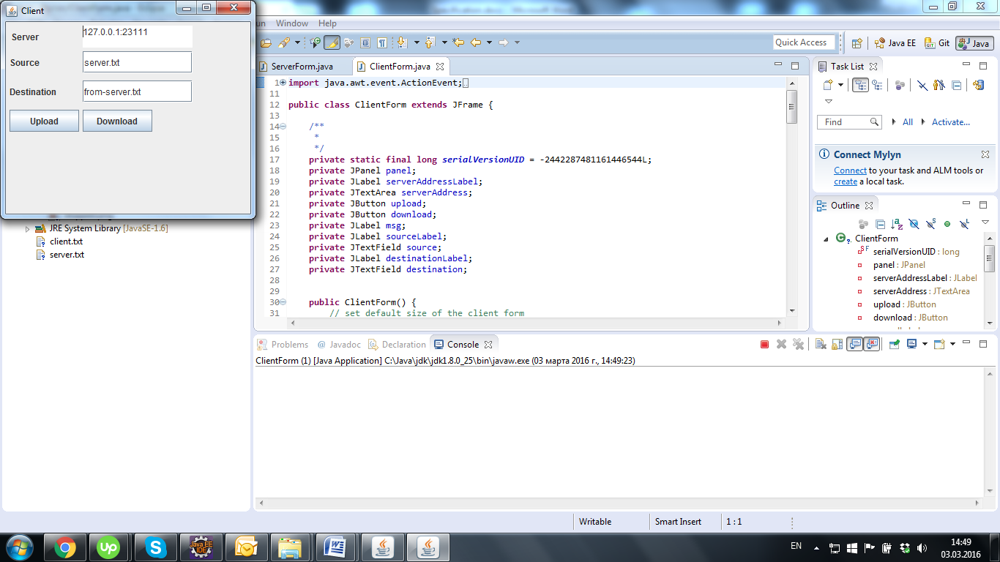 Client
Server
127.0.0.1:23111
Source
server.txt
Destination
from-server.txt
Upload
Download
Window Help
Quick Access
Java EE
Git
Java
ServerForm.java
ClientForm.java
1 import java.awt.event.ActionEvent;
11
12 public class ClientForm extends JFrame {
13
14 /**
15 *
16 */
17 private static final long serialVersionUID = -2442287481161446544L;
18 private JPanel panel;
19 private JLabel serverAddressLabel;
20 private JTextArea serverAddress;
21 private JButton upload;
22 private JButton download;
23 private JLabel msg;
24 private JLabel sourceLabel;
25 private JTextField source;
26 private JLabel destinationLabel;
27 private JTextField destination;
28
29
30 public ClientForm() {
31 // set default size of the client form
JRE System Library [JavaSE-1.6]
client.txt
server.txt
Task List
Find
All
Activate...
Connect Mylyn
Connect to your task and ALM tools or
create a local task.
Outline
ClientForm
serialVersionUID : long
panel : JPanel
serverAddressLabel : JLabel
serverAddress : JTextArea
upload : JButton
download : JButton
Problems
@ Javadoc
Declaration
Console
ClientForm (1) [Java Application] C:\Java\jdk\jdk1.8.0_25\bin\javaw.exe (03 марта 2016 г., 14:49:23)
Writable
Smart Insert
1 : 1
Java EE
IDE
EN
14:49
03.03.2016